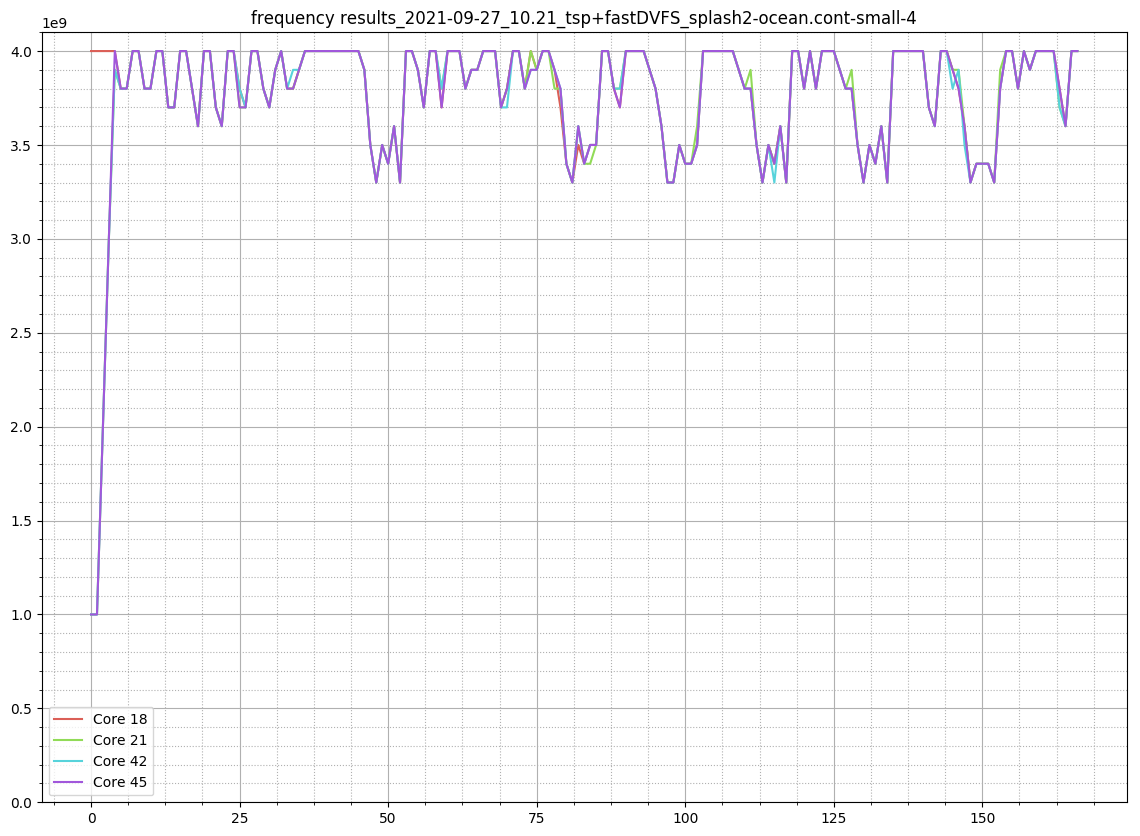 frequency results_2021-09-27_10.21_tsp+fastDVFS_splash2-ocean.cont-small-4
1e9
4.0
3.5
3.0
2.5
2.0
1.5
1.0
0.5
0.0
Core 18
Core 21
Core 42
Core 45
0 25 50 75 100 125 150